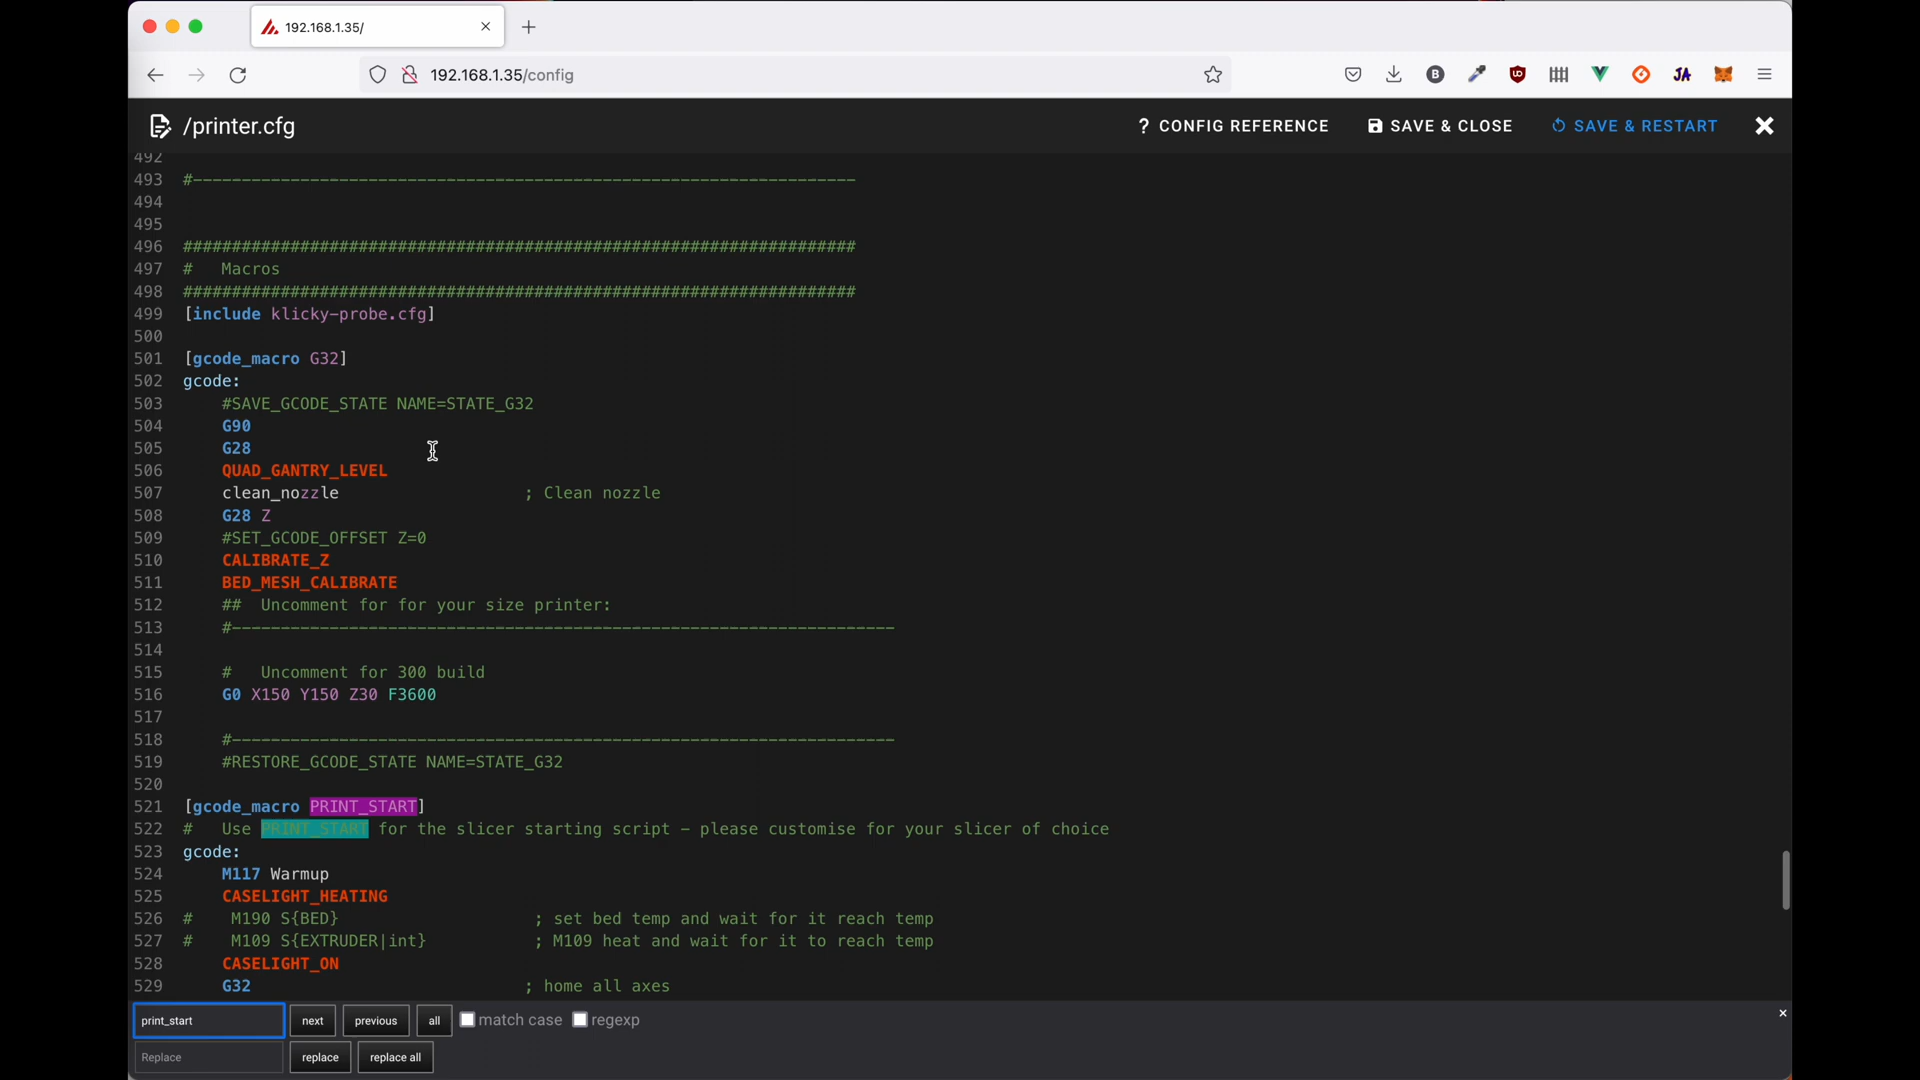 192.168.1.35/
192.168.1.35/config
/printer.cfg
? CONFIG REFERENCE
SAVE & CLOSE
SAVE & RESTART
492
493 #--------------------------------------------------------------------
494
495
496 #####################################################################
497 #   Macros
498 #####################################################################
499 [include klicky-probe.cfg]
500
501 [gcode_macro G32]
502 gcode:
503     #SAVE_GCODE_STATE NAME=STATE_G32
504     G90
505     G28
506     QUAD_GANTRY_LEVEL
507     clean_nozzle                   ; Clean nozzle
508     G28 Z
509     #SET_GCODE_OFFSET Z=0
510     CALIBRATE_Z
511     BED_MESH_CALIBRATE
512     ##  Uncomment for for your size printer:
513     #--------------------------------------------------------------------
514
515     #   Uncomment for 300 build
516     G0 X150 Y150 Z30 F3600
517
518     #--------------------------------------------------------------------
519     #RESTORE_GCODE_STATE NAME=STATE_G32
520
521 [gcode_macro PRINT_START]
522 #   Use PRINT_START for the slicer starting script - please customise for your slicer of choice
523 gcode:
524     M117 Warmup
525     CASELIGHT_HEATING
526 #    M190 S{BED}                    ; set bed temp and wait for it reach temp
527 #    M109 S{EXTRUDER|int}           ; M109 heat and wait for it to reach temp
528     CASELIGHT_ON
529     G32                            ; home all axes
print_start
next
previous
all
match case
regexp
Replace
replace
replace all